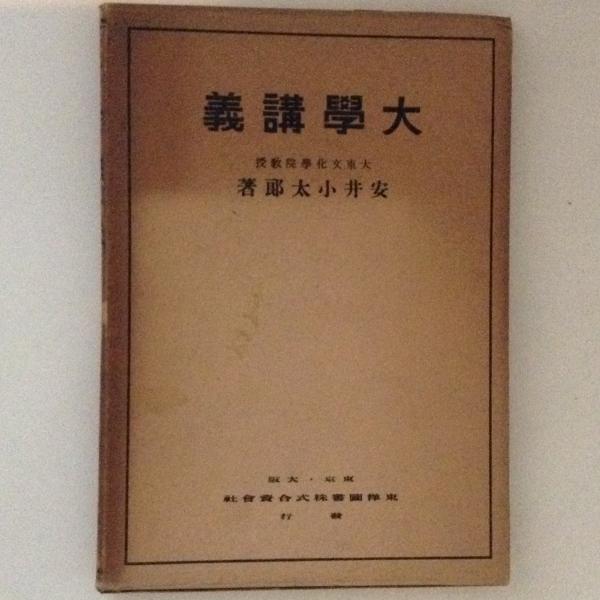 大學講義
大東文化學院教授
安井小太郎著
東京・大阪
東洋圖書株式合資會社
發行